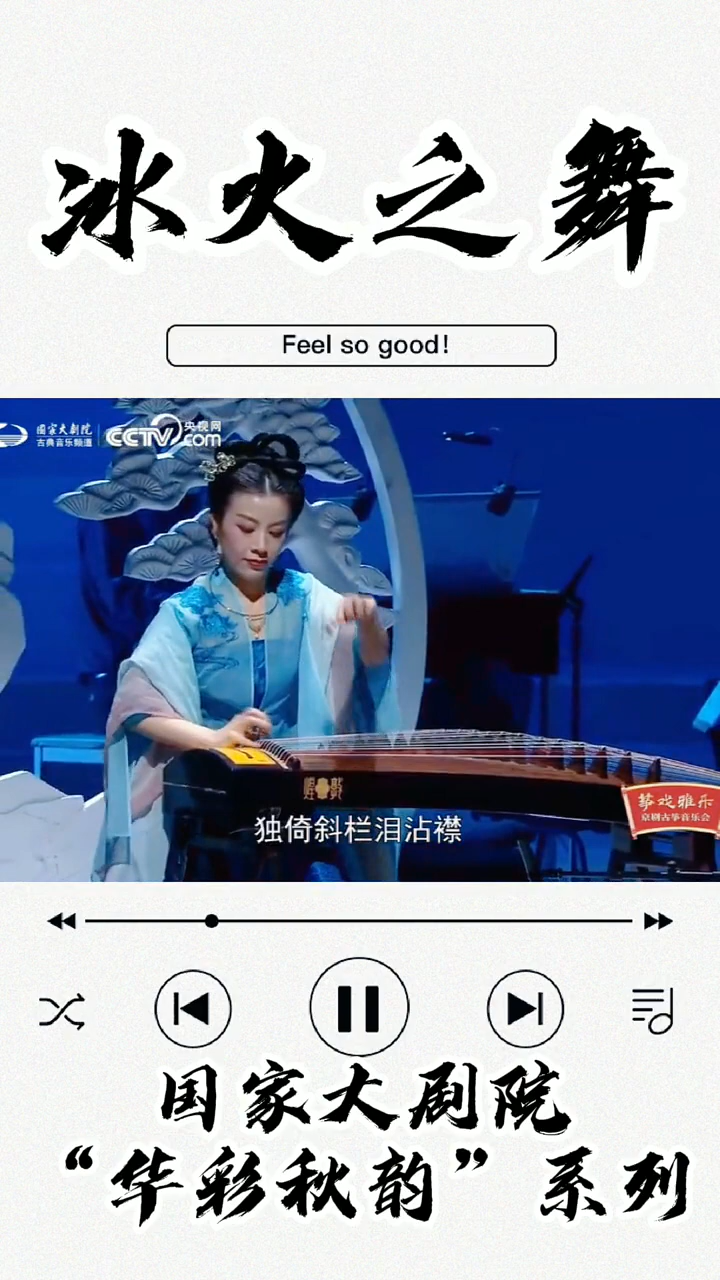 冰火之舞
Feel so good!
国家大剧院
古典音乐频道
CCTV.com
央视网
独倚斜栏泪沾襟
筝戏雅乐
京剧古筝音乐会
国家大剧院
“华彩秋韵”系列